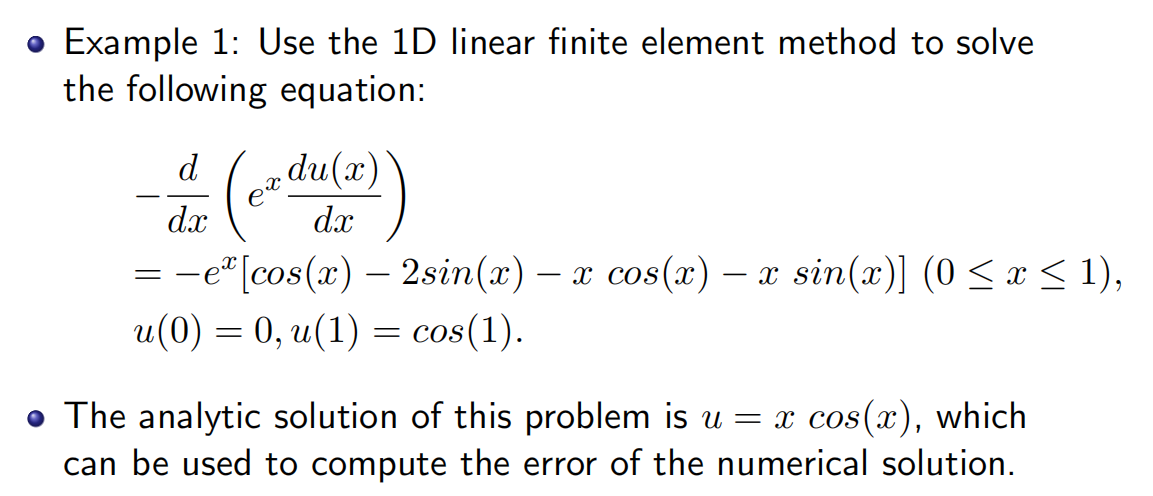 • Example 1: Use the 1D linear finite element method to solve
the following equation:
$-\frac{d}{dx}\left(e^x\frac{du(x)}{dx}\right)$
$= -e^x[cos(x) - 2sin(x) - x\ cos(x) - x\ sin(x)]\ (0 \leq x \leq 1),$
$u(0) = 0, u(1) = cos(1).$
• The analytic solution of this problem is $u = x\ cos(x)$, which
can be used to compute the error of the numerical solution.